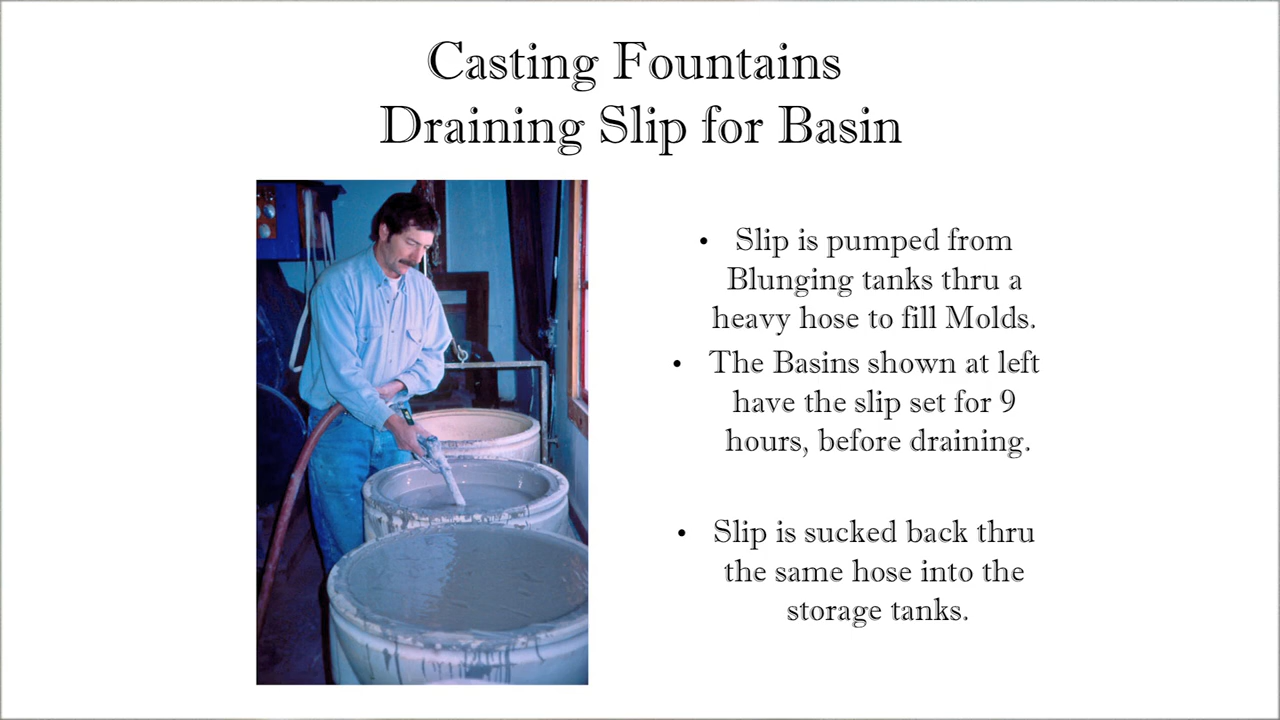 Casting Fountains
Draining Slip for Basin
• Slip is pumped from
Blunging tanks thru a
heavy hose to fill Molds.
• The Basins shown at left
have the slip set for 9
hours, before draining.
• Slip is sucked back thru
the same hose into the
storage tanks.